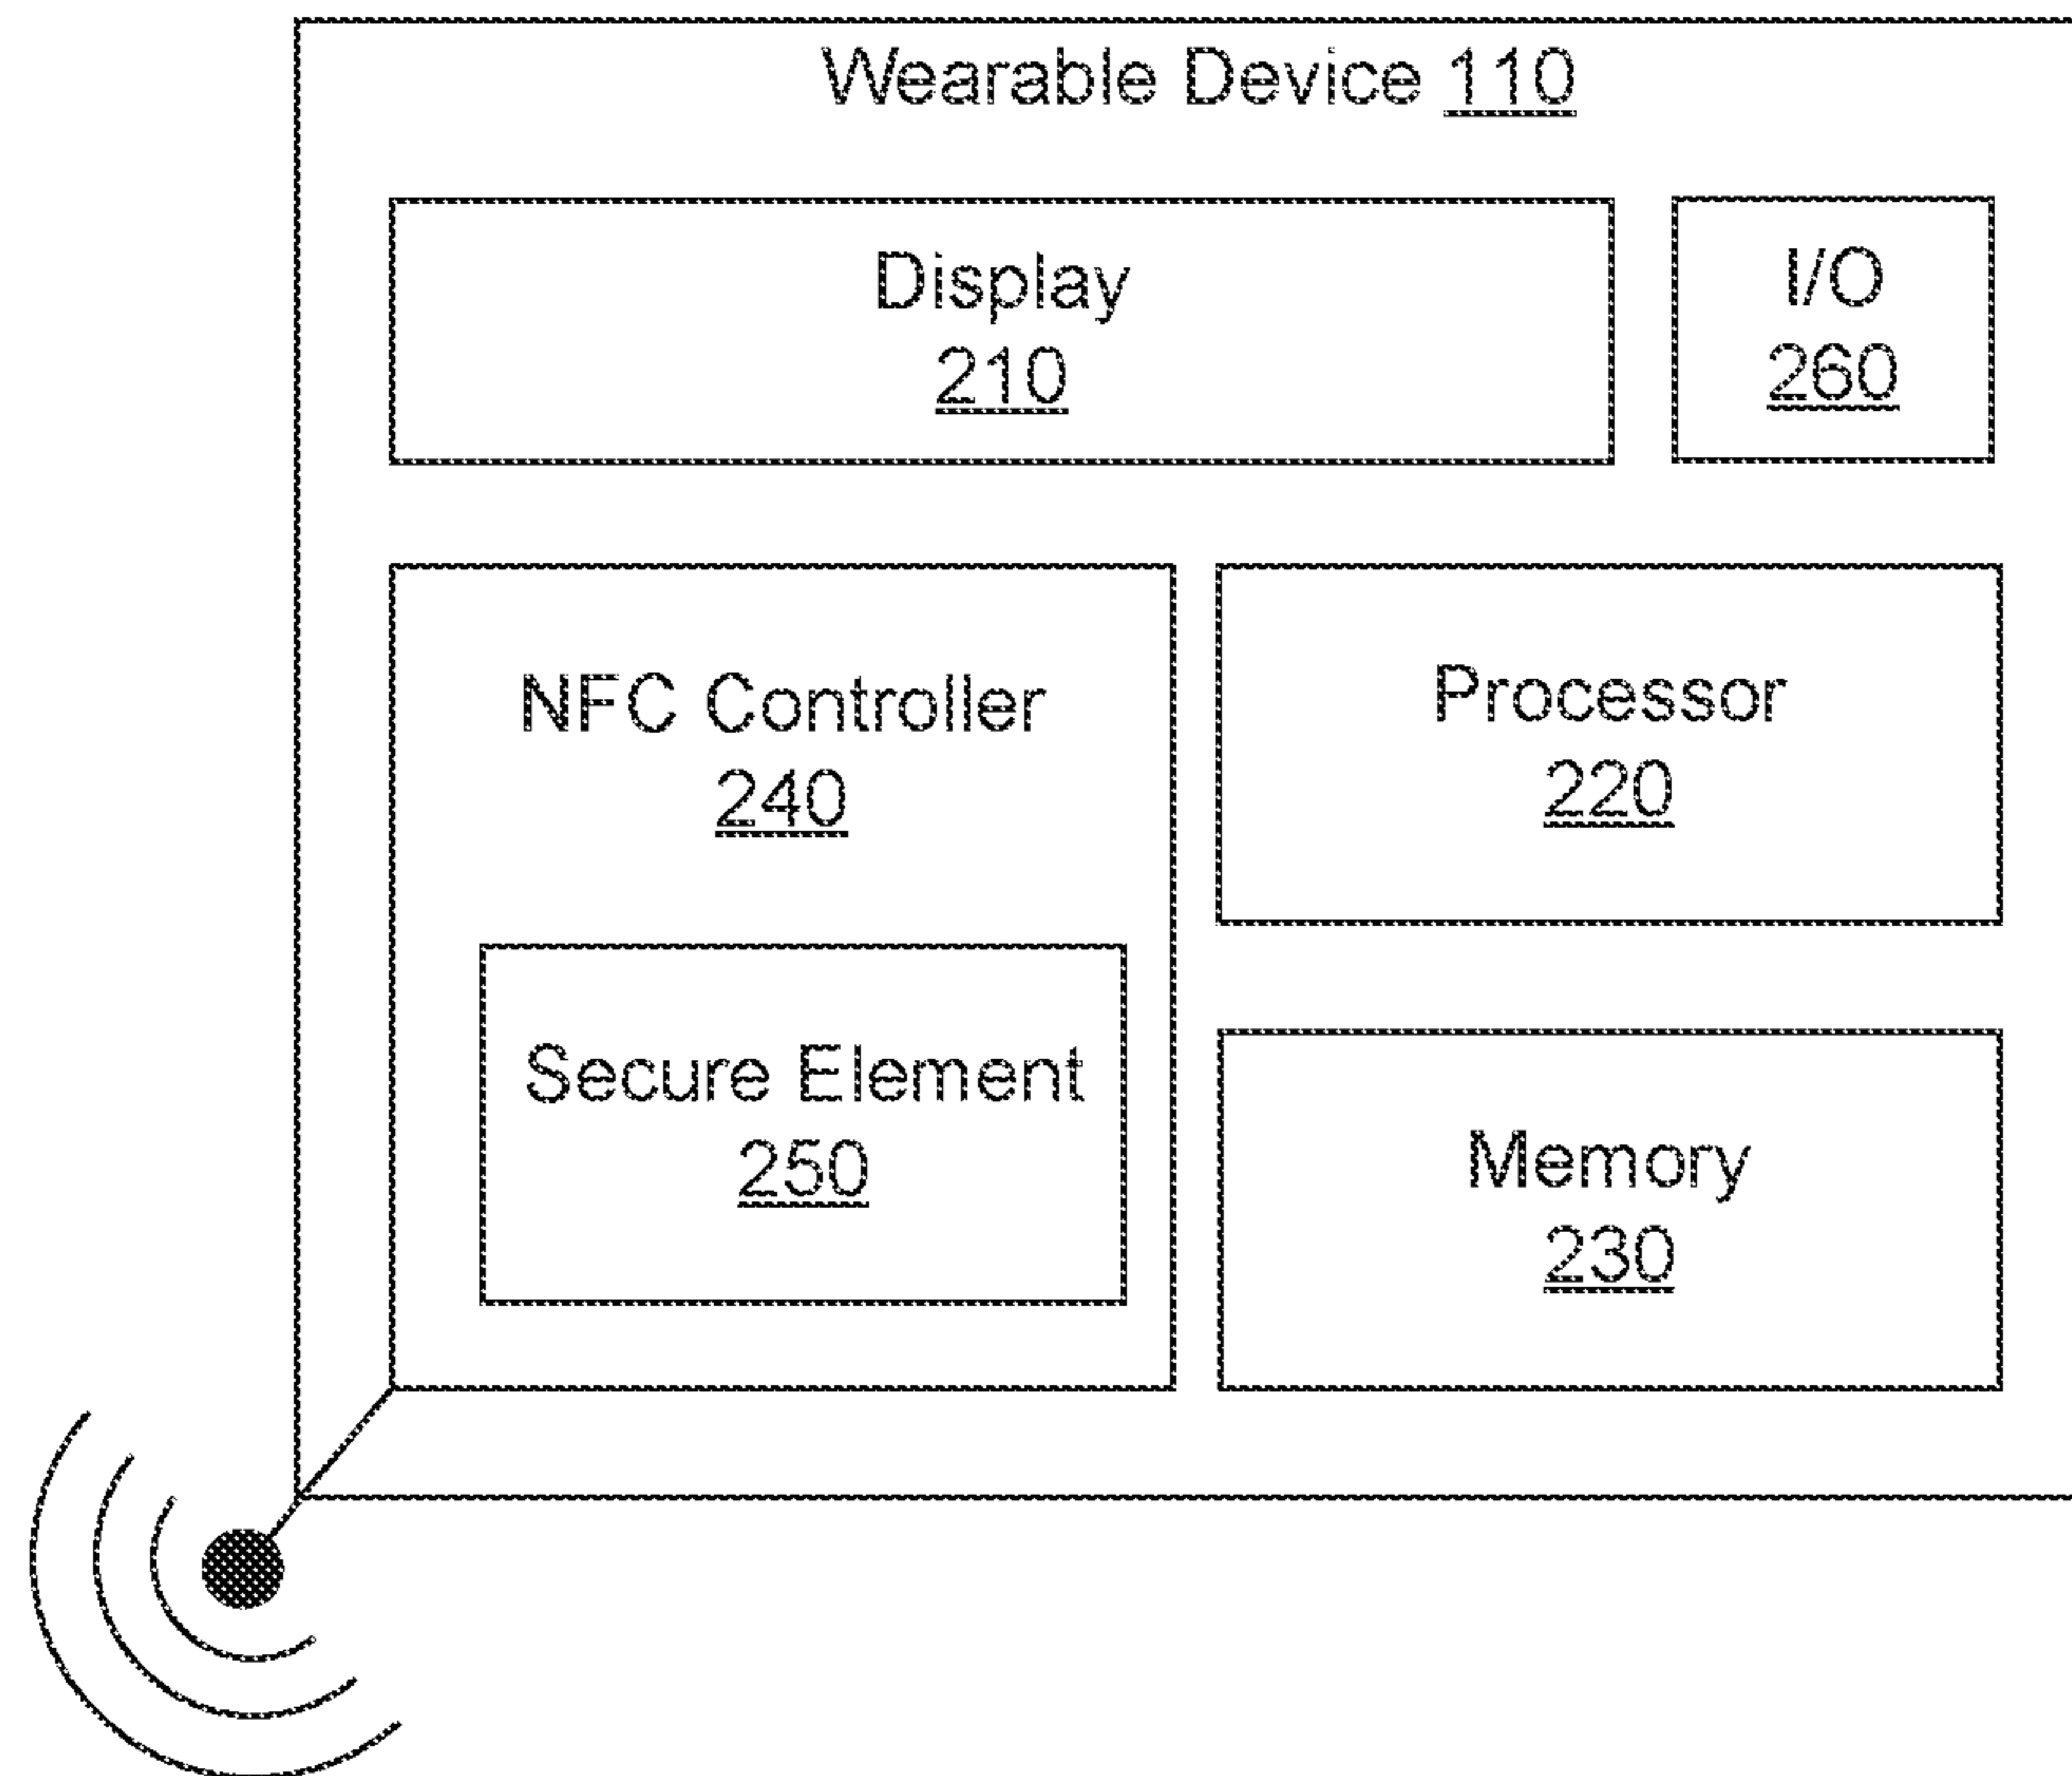 Wearable Device 110
Display
210
I/O
260
NFC Controller
240
Processor
220
Secure Element
250
Memory
230